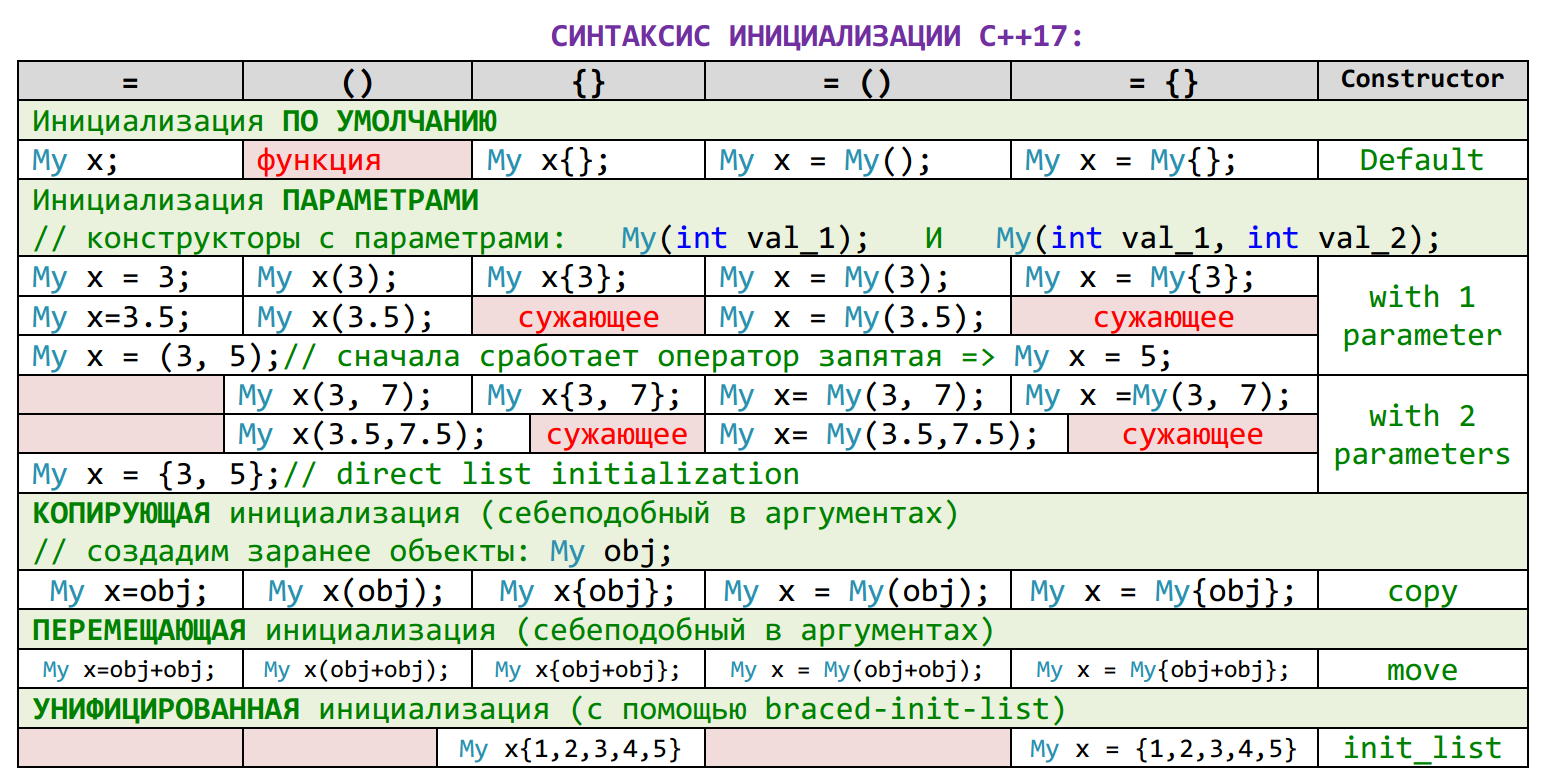 СИНТАКСИС ИНИЦИАЛИЗАЦИИ C++17:
= () {} = () = {} Constructor
Инициализация ПО УМОЛЧАНИЮ
My x; функция My x{}; My x = My(); My x = My{}; Default
Инициализация ПАРАМЕТРАМИ
// конструкторы с параметрами: My(int val_1); И My(int val_1, int val_2);
My x = 3; My x(3); My x{3}; My x = My(3); My x = My{3};
with 1
parameter
My x=3.5; My x(3.5); сужающее My x = My(3.5); сужающее
My x = (3, 5);// сначала сработает оператор запятая => My x = 5;
My x(3, 7); My x{3, 7}; My x= My(3, 7); My x =My(3, 7);
with 2
parameters
My x(3.5,7.5); сужающее My x= My(3.5,7.5); сужающее
My x = {3, 5};// direct list initialization
КОПИРУЮЩАЯ инициализация (себеподобный в аргументах)
// создадим заранее объекты: My obj;
My x=obj; My x(obj); My x{obj}; My x = My(obj); My x = My{obj}; copy
ПЕРЕМЕЩАЮЩАЯ инициализация (себеподобный в аргументах)
My x=obj+obj; My x(obj+obj); My x{obj+obj}; My x = My(obj+obj); My x = My{obj+obj}; move
УНИФИЦИРОВАННАЯ инициализация (с помощью braced-init-list)
My x{1,2,3,4,5} My x = {1,2,3,4,5} init_list